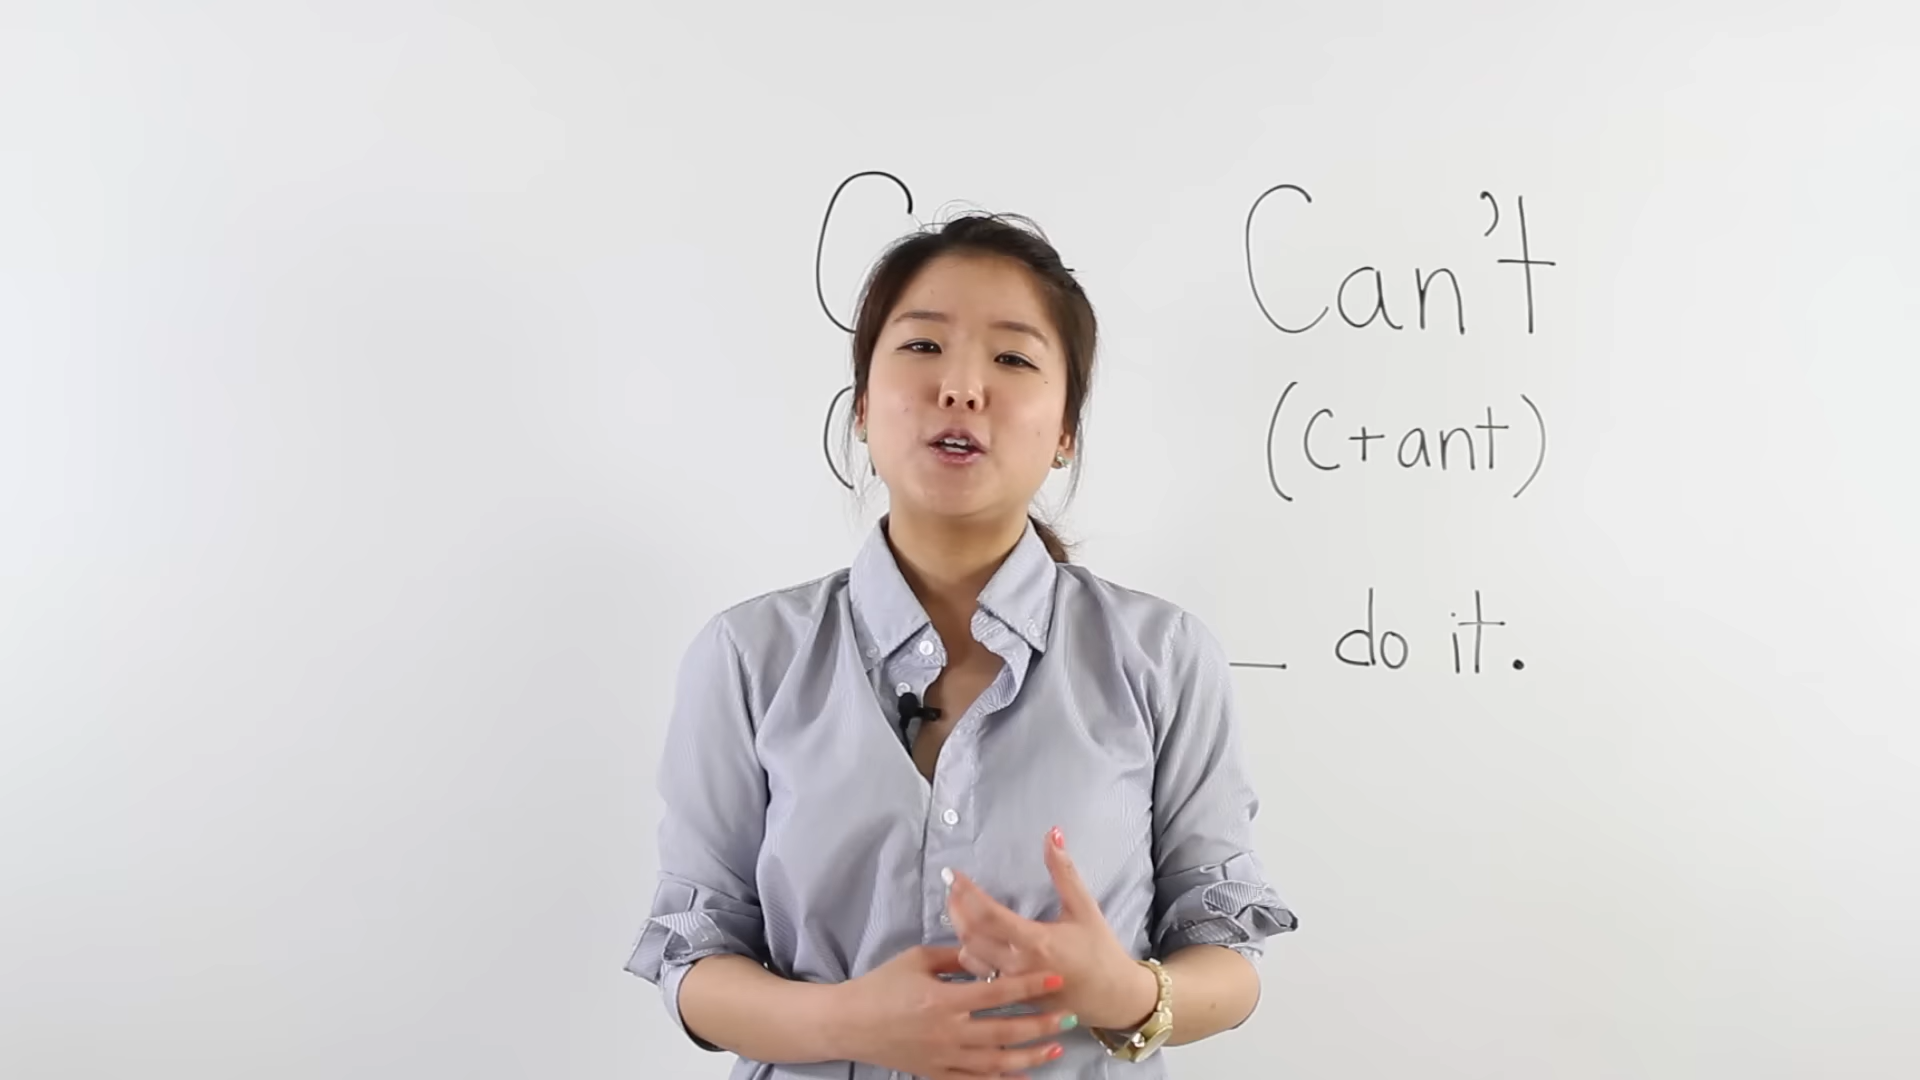 C Can't
( (c+ant)
_ do it.